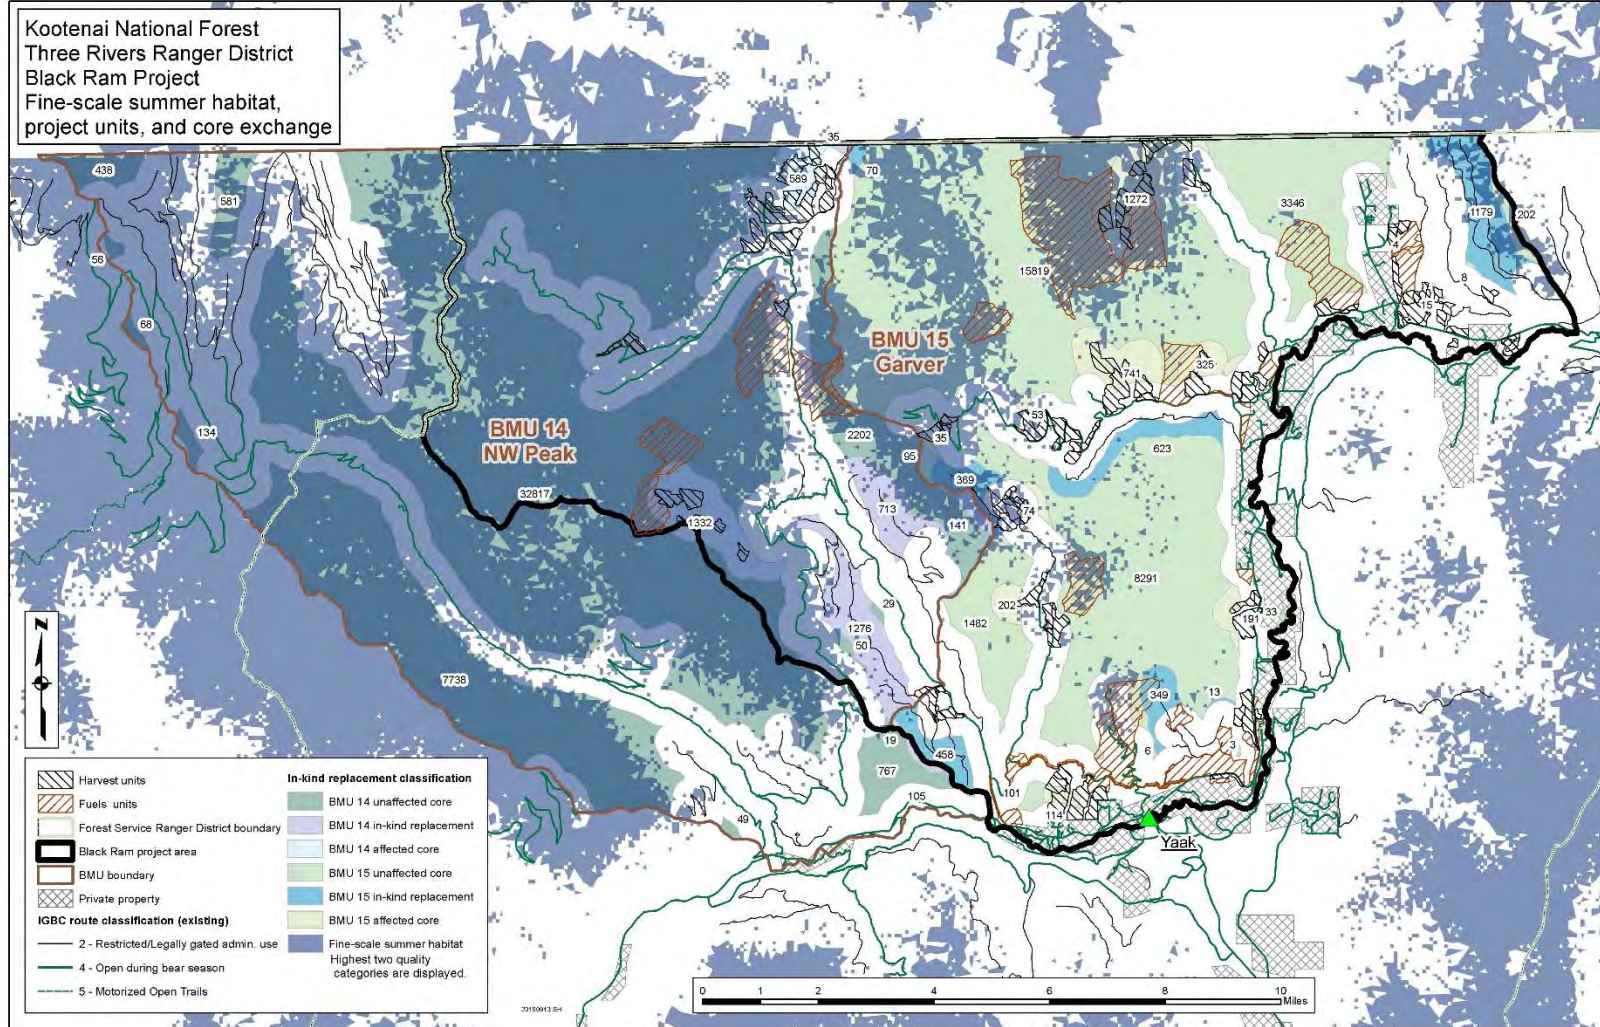 Kootenai National Forest
Three Rivers Ranger District
Black Ram Project
Fine-scale summer habitat,
project units, and core exchange
35
438
581
589
70
1272
3346
1179
202
4
56
15819
8
15
68
BMU 15
Garver
741
325
134
BMU 14
NW Peak
53
35
2202
95
623
369
32817
713
74
1332
141
8291
29
202
33
191
1482
1276
50
N
7738
349
13
19
6
3
458
767
105
101
49
114
Yaak
Harvest units
Fuels units
Forest Service Ranger District boundary
Black Ram project area
BMU boundary
Private property
IGBC route classification (existing)
2 - Restricted/Legally gated admin. use
4 - Open during bear season
5 - Motorized Open Trails
In-kind replacement classification
BMU 14 unaffected core
BMU 14 in-kind replacement
BMU 14 affected core
BMU 15 unaffected core
BMU 15 in-kind replacement
BMU 15 affected core
Fine-scale summer habitat
Highest two quality
categories are displayed.
0 1 2 4 6 8 10
Miles